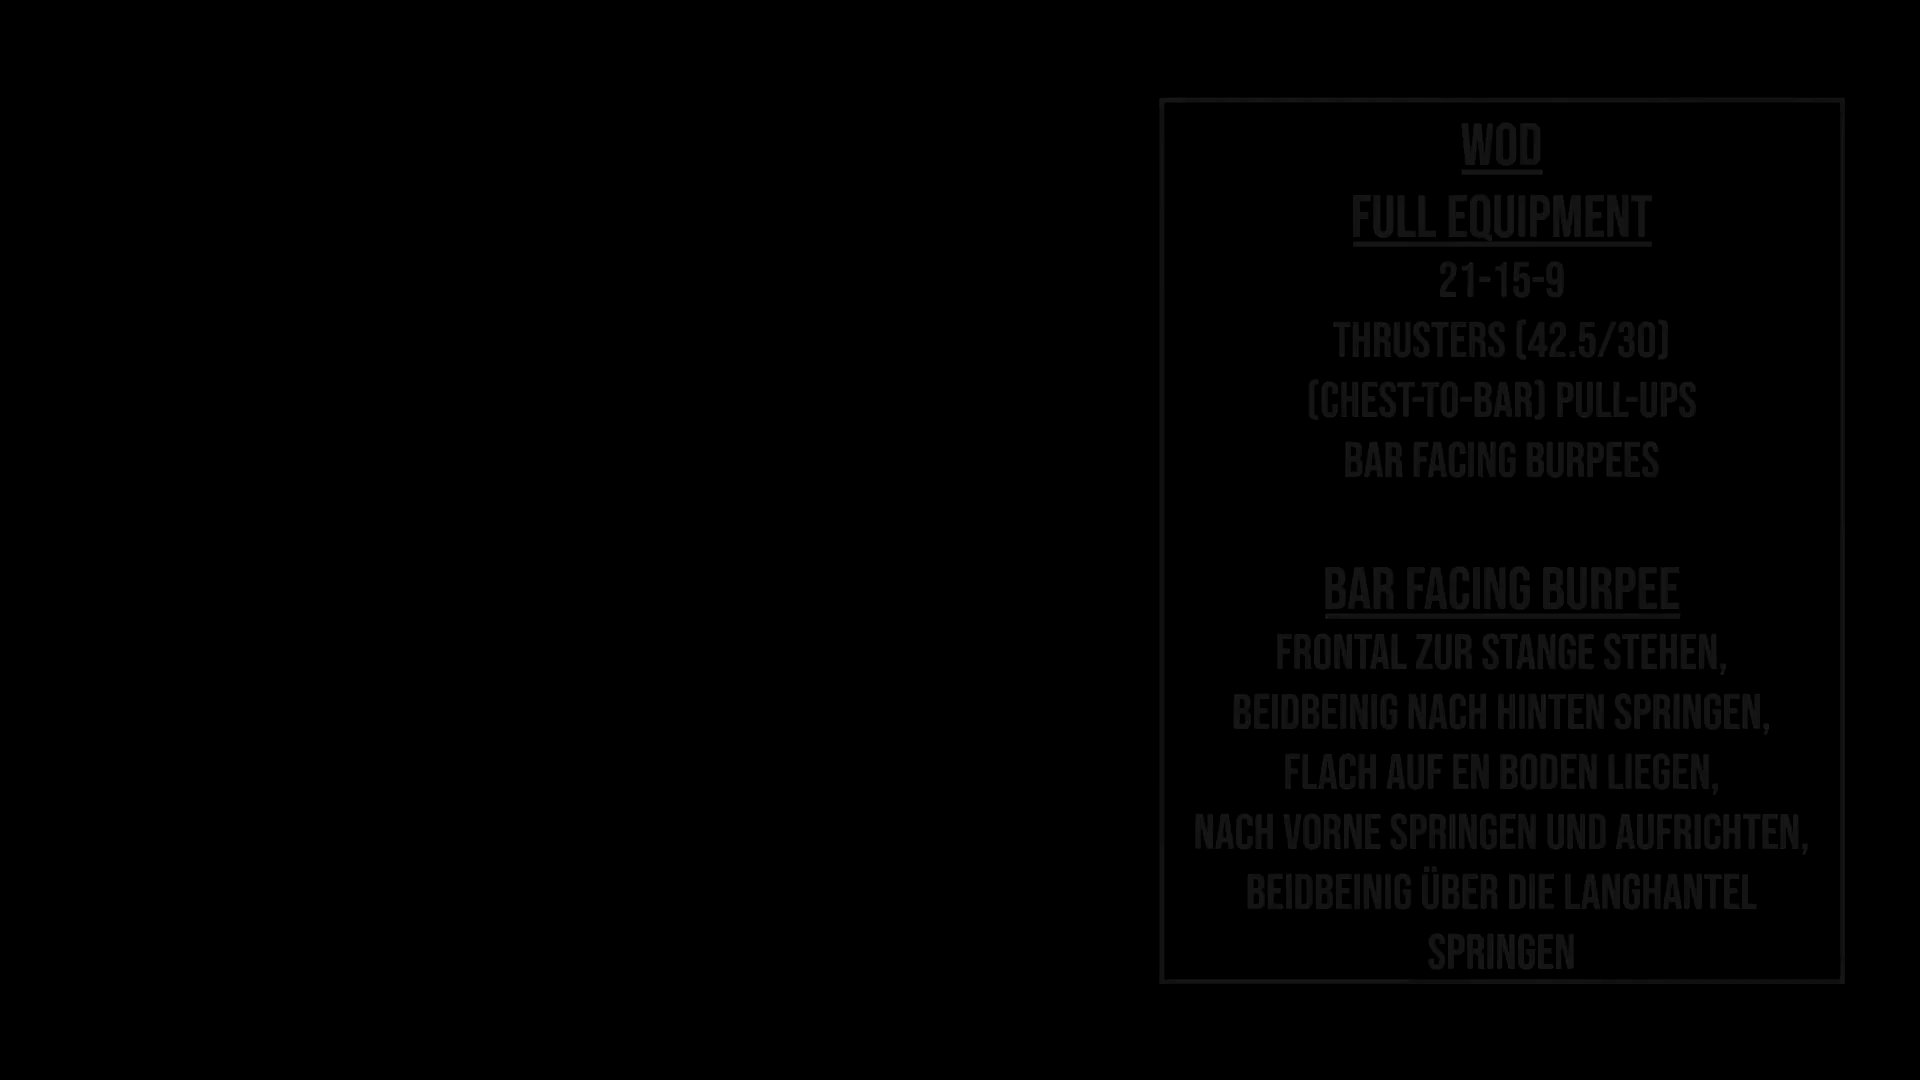 WOD
FULL EQUIPMENT
21-15-9
THRUSTERS (42.5/30)
(CHEST-TO-BAR) PULL-UPS
BAR FACING BURPEES
BAR FACING BURPEE
FRONTAL ZUR STANGE STEHEN,
BEIDBEINIG NACH HINTEN SPRINGEN,
FLACH AUF EN BODEN LIEGEN,
NACH VORNE SPRINGEN UND AUFRICHTEN,
BEIDBEINIG ÜBER DIE LANGHANTEL
SPRINGEN